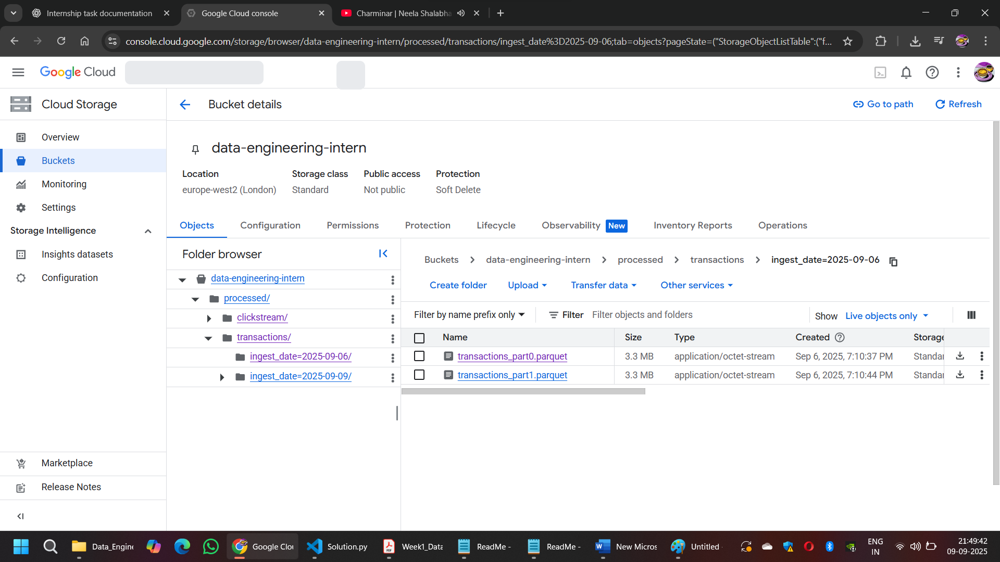 Internship task documentation
Google Cloud console
Charminar | Neela Shalabha
console.cloud.google.com/storage/browser/data-engineering-intern/processed/transactions/ingest_date%3D2025-09-06;tab=objects?pageState=("StorageObjectListTable":("f...
Google Cloud
Cloud Storage
Bucket details
Go to path
Refresh
Overview
Buckets
Monitoring
Settings
Storage Intelligence
Insights datasets
Configuration
Marketplace
Release Notes
data-engineering-intern
Location Storage class Public access Protection
europe-west2 (London) Standard Not public Soft Delete
Objects Configuration Permissions Protection Lifecycle Observability New Inventory Reports Operations
Folder browser
data-engineering-intern
processed/
clickstream/
transactions/
ingest_date=2025-09-06/
ingest_date=2025-09-09/
Buckets data-engineering-intern processed transactions ingest_date=2025-09-06
Create folder Upload Transfer data Other services
Filter by name prefix only Filter Filter objects and folders Show Live objects only
Name Size Type Created Storage
transactions_part0.parquet 3.3 MB application/octet-stream Sep 6, 2025, 7:10:37 PM Standar
transactions_part1.parquet 3.3 MB application/octet-stream Sep 6, 2025, 7:10:44 PM Standar
Data_Engine
Google Clou
Solution.py
PDF
Week1_Data
ReadMe -
ReadMe -
New Micros
Untitled
ENG
IN
21:49:42
09-09-2025